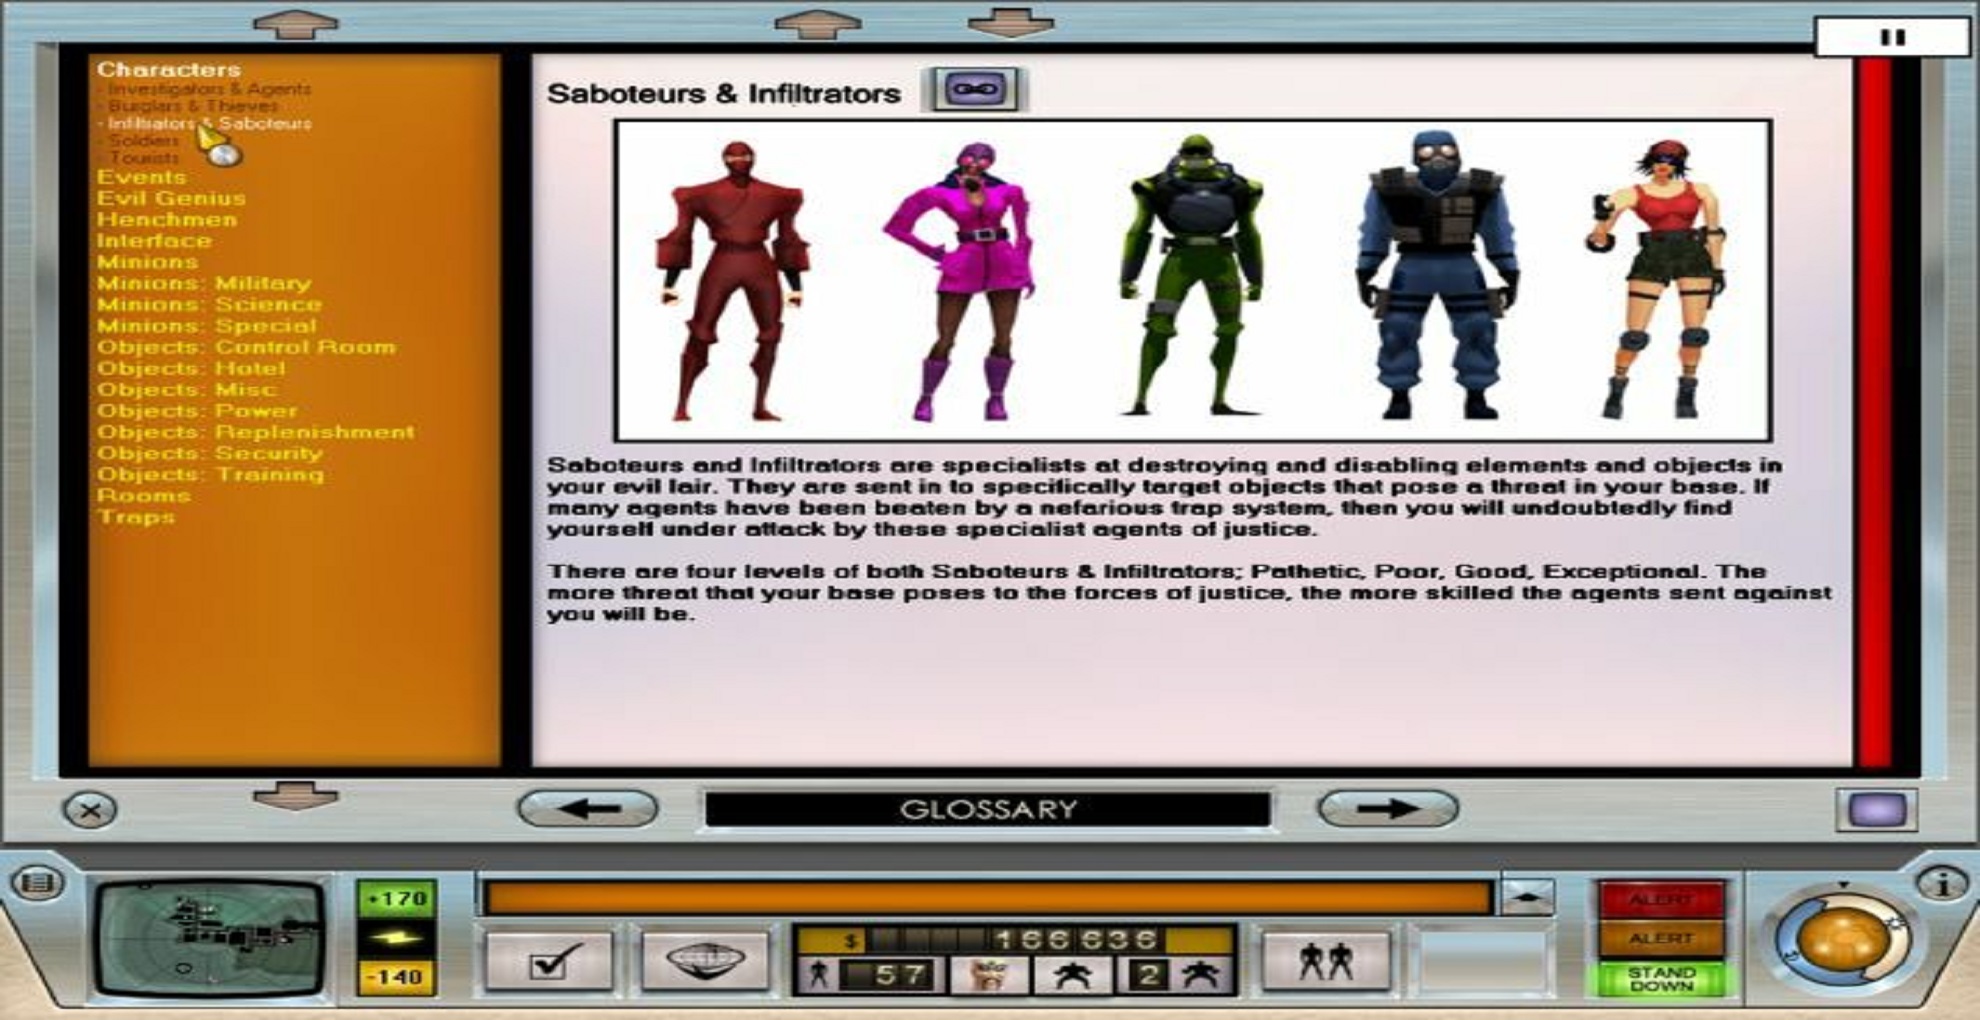 Characters
- Investigators & Agents
- Burglars & Thieves
- Infiltrators & Saboteurs
- Soldiers
- Tourists
Events
Evil Genius
Henchmen
Interface
Minions
Minions: Military
Minions: Science
Minions: Special
Objects: Control Room
Objects: Hotel
Objects: Misc
Objects: Power
Objects: Replenishment
Objects: Security
Objects: Training
Rooms
Traps
Saboteurs & Infiltrators
Saboteurs and Infiltrators are specialists at destroying and disabling elements and objects in
your evil lair. They are sent in to specifically target objects that pose a threat in your base. If
many agents have been beaten by a nefarious trap system, then you will undoubtedly find
yourself under attack by these specialist agents of justice.
There are four levels of both Saboteurs & Infiltrators; Pathetic, Poor, Good, Exceptional. The
more threat that your base poses to the forces of justice, the more skilled the agents sent against
you will be.
GLOSSARY
+170
-140
$ 166636
57
2
ALERT
ALERT
STAND
DOWN
i